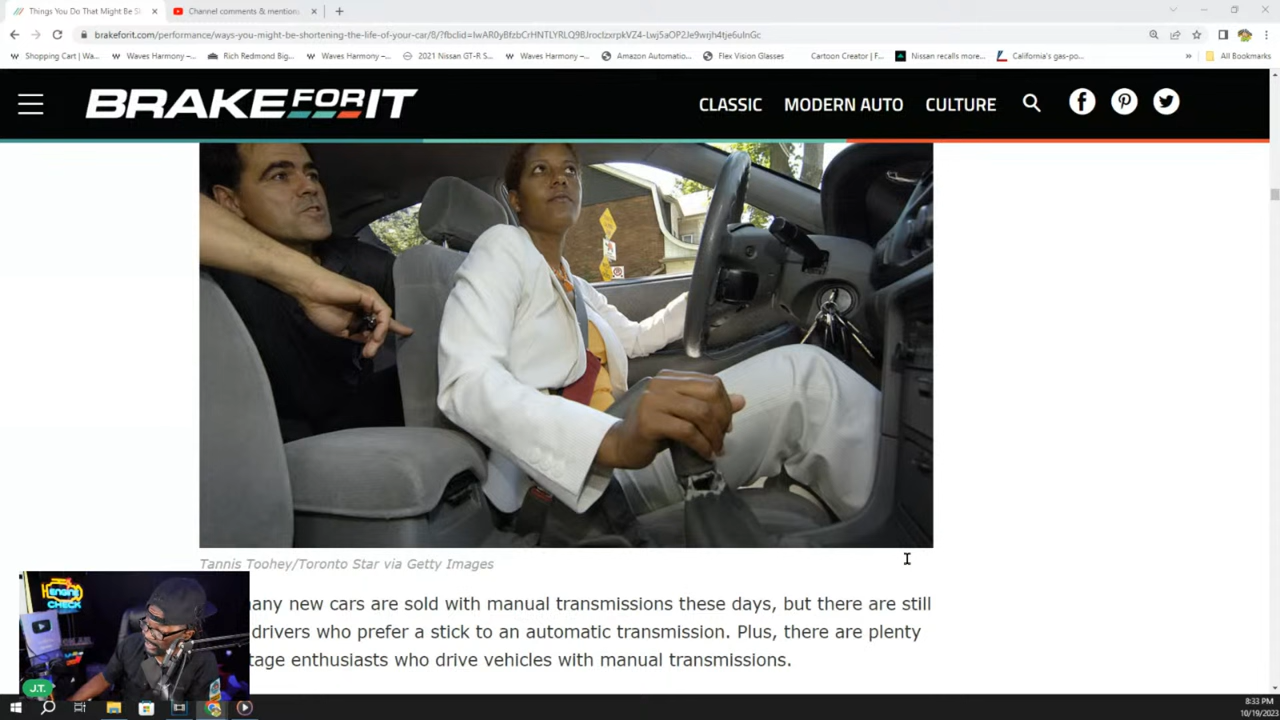 Things You Do That Might Be S
Channel comments & mention
brakeforit.com/performance/ways-you-might-be-shortening-the-life-of-your-car/8/?fbclid=
Shopping Cart | Wa...
Waves Harmony –...
Rich Redmond Big...
Waves Harmony –...
2021 Nissan GT-R S...
Waves Harmony –...
Amazon Automatio...
Flex Vision Glasses
Cartoon Creator | F...
Nissan recalls more...
California's gas-po...
»
All Bookmarks
BRAKE FOR IT
CLASSIC
MODERN AUTO
CULTURE
Tannis Toohey/Toronto Star via Getty Images
any new cars are sold with manual transmissions these days, but there are still
drivers who prefer a stick to an automatic transmission. Plus, there are plenty
tage enthusiasts who drive vehicles with manual transmissions.
ENGINE
CHECK
J.T.
8:33 PM
10/19/2023